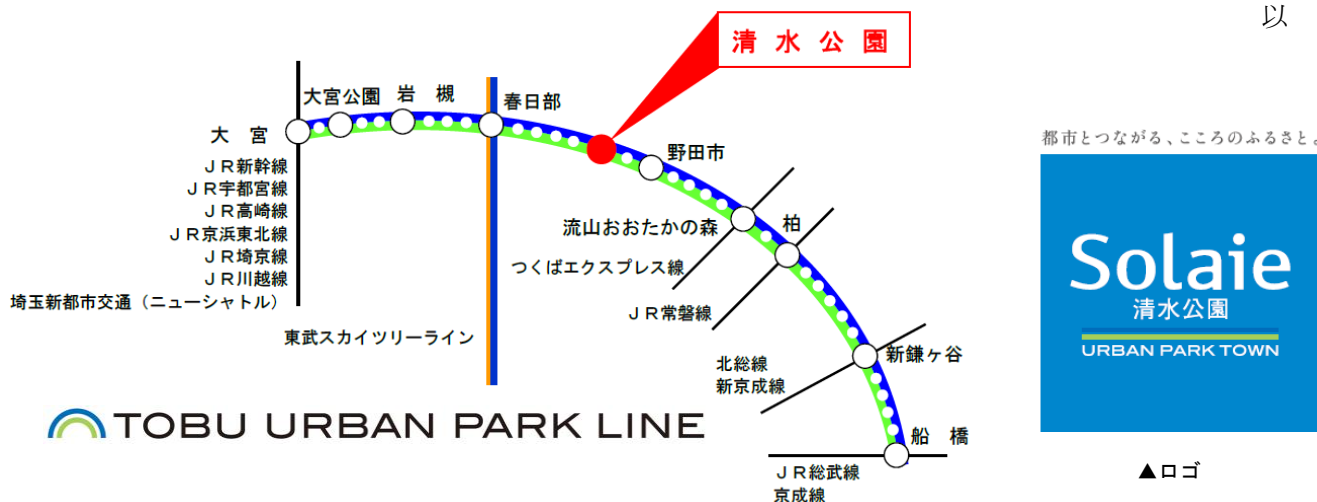 以
清水公園
大宮公園
岩槻
春日部
大宮
野田市
ＪＲ新幹線
ＪＲ宇都宮線
ＪＲ高崎線
ＪＲ京浜東北線
ＪＲ埼京線
ＪＲ川越線
埼玉新都市交通（ニューシャトル）
東武スカイツリーライン
流山おおたかの森
柏
つくばエクスプレス線
ＪＲ常磐線
新鎌ヶ谷
北総線
新京成線
船橋
ＪＲ総武線
京成線
TOBU URBAN PARK LINE
都市とつながる、こころのふるさと。
Solaie
清水公園
URBAN PARK TOWN
▲ロゴ